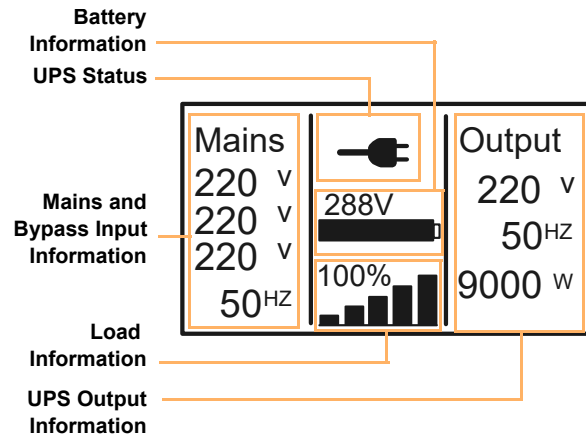 Battery
Information
UPS Status
Mains and
Bypass Input
Information
Load
Information
UPS Output
Information
Mains
220 V
220 V
220 V
50HZ
288V
100%
Output
220 V
50HZ
9000 W